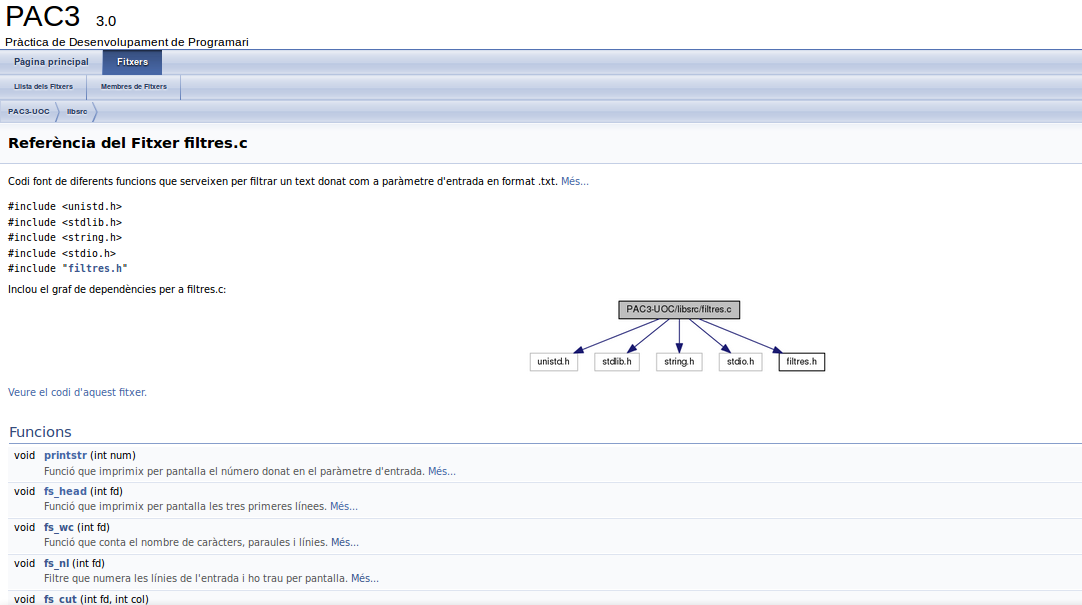 PAC3 3.0
Pràctica de Desenvolupament de Programari
Pàgina principal Fitxers
Llista dels Fitxers Membres de Fitxers
PAC3-UOC libsrc
Referència del Fitxer filtres.c
Codi font de diferents funcions que serveixen per filtrar un text donat com a paràmetre d'entrada en format .txt. Més...
#include <unistd.h>
#include <stdlib.h>
#include <string.h>
#include <stdio.h>
#include "filtres.h"
Inclou el graf de dependències per a filtres.c:
PAC3-UOC/libsrc/filtres.c
unistd.h stdlib.h string.h stdio.h filtres.h
Veure el codi d'aquest fitxer.
Funcions
void printstr (int num)
Funció que imprimix per pantalla el número donat en el paràmetre d'entrada. Més...
void fs_head (int fd)
Funció que imprimix per pantalla les tres primeres línees. Més...
void fs_wc (int fd)
Funció que conta el nombre de caràcters, paraules i línies. Més...
void fs_nl (int fd)
Filtre que numera les línies de l'entrada i ho trau per pantalla. Més...
void fs_cut (int fd, int col)